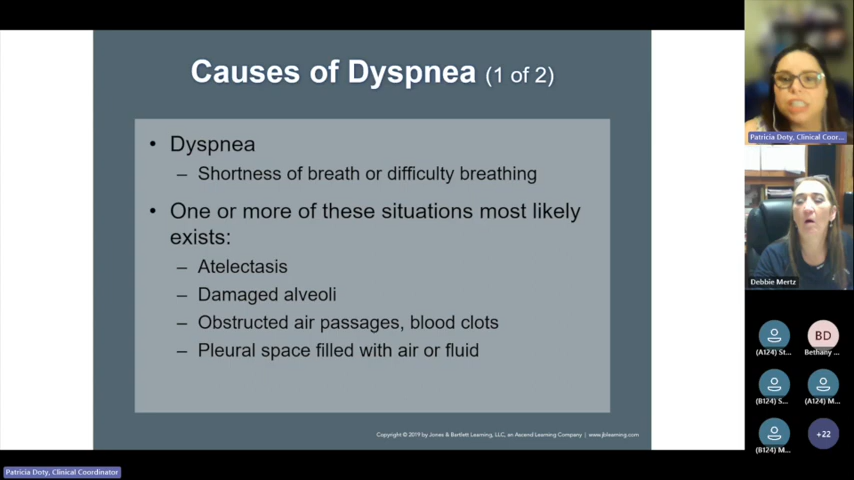 Causes of Dyspnea (1 of 2)
• Dyspnea
– Shortness of breath or difficulty breathing
• One or more of these situations most likely
exists:
– Atelectasis
– Damaged alveoli
– Obstructed air passages, blood clots
– Pleural space filled with air or fluid
Copyright © 2019 by Jones & Bartlett Learning, LLC, an Ascend Learning Company | www.jblearning.com
Patricia Doty, Clinical Coor...
Debbie Mertz
(A124) St...
BD
Bethany ...
(B124) S...
(A124) M...
(B124) M...
+22
Patricia Doty, Clinical Coordinator